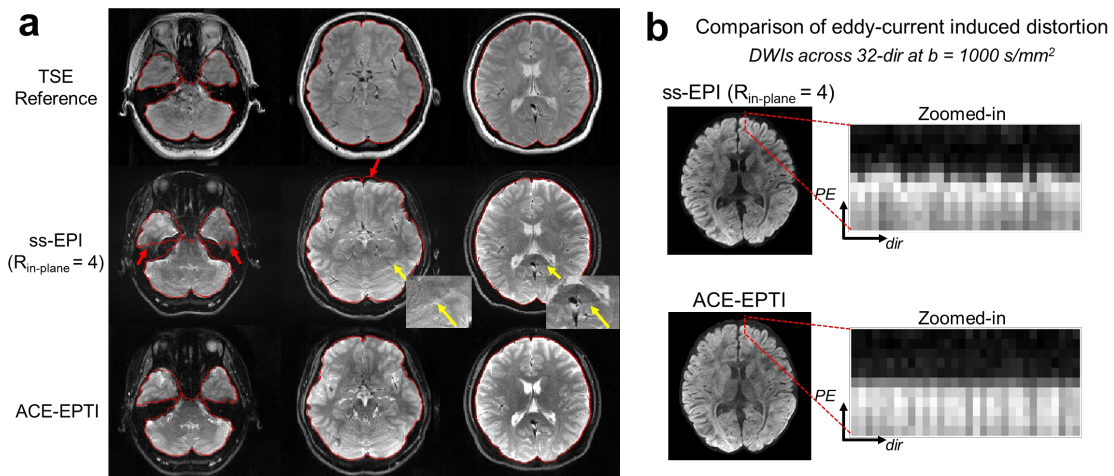 a
TSE
Reference
ss-EPI
(Rin-plane = 4)
ACE-EPTI
b
Comparison of eddy-current induced distortion
DWIs across 32-dir at b = 1000 s/mm²
ss-EPI (Rin-plane = 4)
Zoomed-in
PE
dir
ACE-EPTI
Zoomed-in
PE
dir